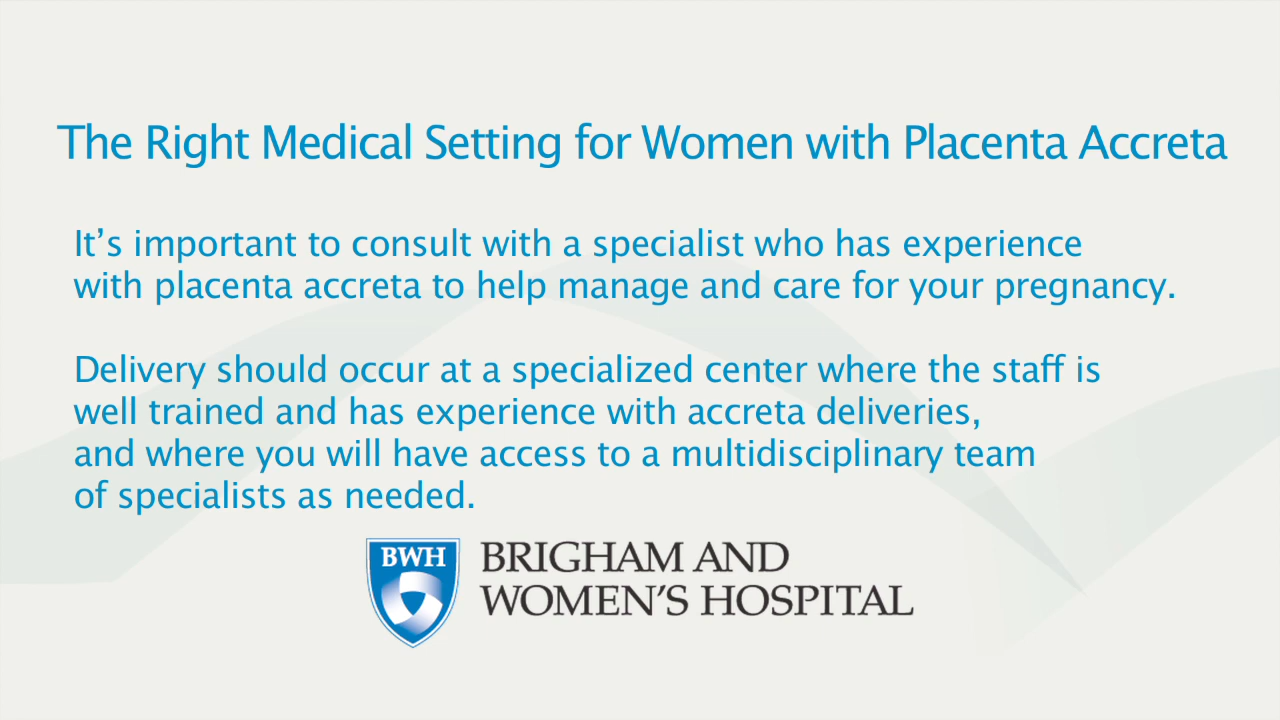 The Right Medical Setting for Women with Placenta Accreta
It’s important to consult with a specialist who has experience
with placenta accreta to help manage and care for your pregnancy.
Delivery should occur at a specialized center where the staff is
well trained and has experience with accreta deliveries,
and where you will have access to a multidisciplinary team
of specialists as needed.
BWH
BRIGHAM AND
WOMEN’S HOSPITAL